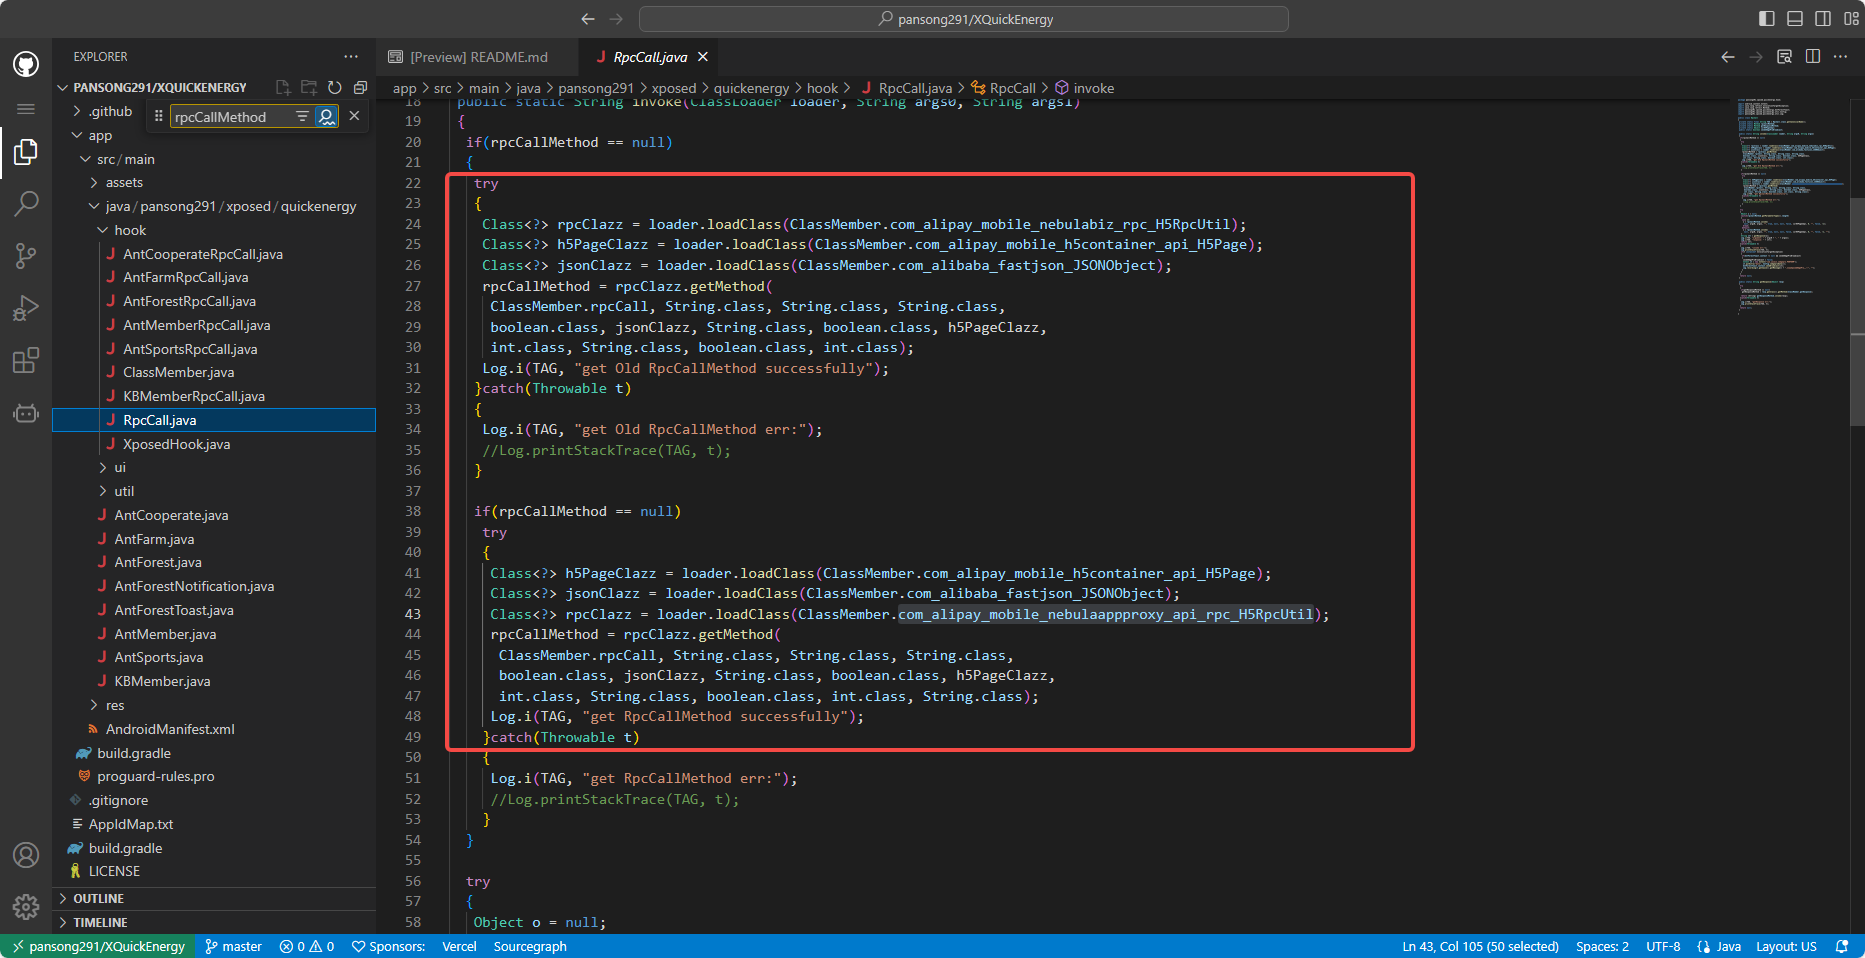 pansong291/XQuickEnergy
EXPLORER
PANSONG291/XQUICKENERGY
.github
rpcCallMethod
app
src/main
assets
java/pansong291/xposed/quickenergy
hook
AntCooperateRpcCall.java
AntFarmRpcCall.java
AntForestRpcCall.java
AntMemberRpcCall.java
AntSportsRpcCall.java
ClassMember.java
KBMemberRpcCall.java
RpcCall.java
XposedHook.java
ui
util
AntCooperate.java
AntFarm.java
AntForest.java
AntForestNotification.java
AntForestToast.java
AntMember.java
AntSports.java
KBMember.java
res
AndroidManifest.xml
build.gradle
proguard-rules.pro
.gitignore
AppIdMap.txt
build.gradle
LICENSE
OUTLINE
TIMELINE
[Preview] README.md
RpcCall.java
app > src > main > java > pansong291 > xposed > quickenergy > hook > RpcCall.java > RpcCall > invoke
18 public static String invoke(ClassLoader loader, String args0, String args1)
19 {
20 if(rpcCallMethod == null)
21 {
22 try
23 {
24 Class<?> rpcClazz = loader.loadClass(ClassMember.com_alipay_mobile_nebulabiz_rpc_H5RpcUtil);
25 Class<?> h5PageClazz = loader.loadClass(ClassMember.com_alipay_mobile_h5container_api_H5Page);
26 Class<?> jsonClazz = loader.loadClass(ClassMember.com_alibaba_fastjson_JSONObject);
27 rpcCallMethod = rpcClazz.getMethod(
28 ClassMember.rpcCall, String.class, String.class, String.class,
29 boolean.class, jsonClazz, String.class, boolean.class, h5PageClazz,
30 int.class, String.class, boolean.class, int.class);
31 Log.i(TAG, "get Old RpcCallMethod successfully");
32 }catch(Throwable t)
33 {
34 Log.i(TAG, "get Old RpcCallMethod err:");
35 //Log.printStackTrace(TAG, t);
36 }
37
38 if(rpcCallMethod == null)
39 try
40 {
41 Class<?> h5PageClazz = loader.loadClass(ClassMember.com_alipay_mobile_h5container_api_H5Page);
42 Class<?> jsonClazz = loader.loadClass(ClassMember.com_alibaba_fastjson_JSONObject);
43 Class<?> rpcClazz = loader.loadClass(ClassMember.com_alipay_mobile_nebulaappproxy_api_rpc_H5RpcUtil);
44 rpcCallMethod = rpcClazz.getMethod(
45 ClassMember.rpcCall, String.class, String.class, String.class,
46 boolean.class, jsonClazz, String.class, boolean.class, h5PageClazz,
47 int.class, String.class, boolean.class, int.class, String.class);
48 Log.i(TAG, "get RpcCallMethod successfully");
49 }catch(Throwable t)
50 {
51 Log.i(TAG, "get RpcCallMethod err:");
52 //Log.printStackTrace(TAG, t);
53 }
54 }
55
56 try
57 {
58 Object o = null;
pansong291/XQuickEnergy master 0 0 Sponsors: Vercel Sourcegraph Ln 43, Col 105 (50 selected) Spaces: 2 UTF-8 Java Layout: US